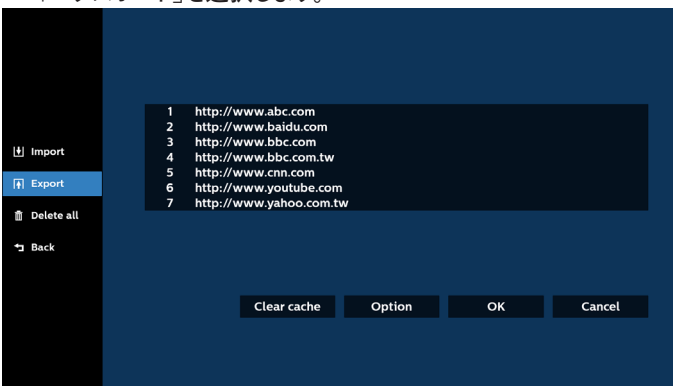 」を選択します。
1 http://www.abc.com
2 http://www.baidu.com
3 http://www.bbc.com
4 http://www.bbc.com.tw
5 http://www.cnn.com
6 http://www.youtube.com
7 http://www.yahoo.com.tw
Import
Export
Delete all
Back
Clear cache Option OK Cancel